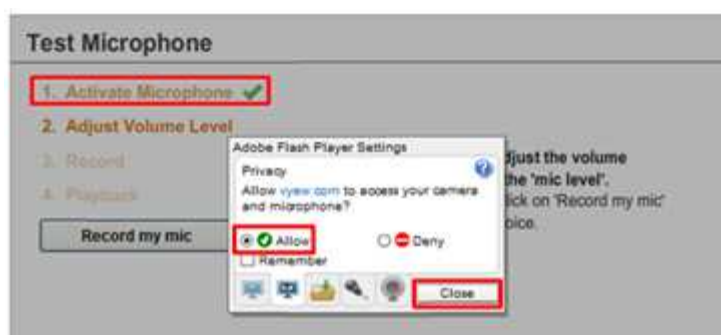 Test Microphone
1. Activate Microphone
2. Adjust Volume Level
3. Record
4. Playback
Record my mic
Adobe Flash Player Settings
Privacy
Allow vyew.com to access your camera
and microphone?
Allow
Deny
Remember
Close
djust the volume
the 'mic level'.
lick on 'Record my mic'
oice.